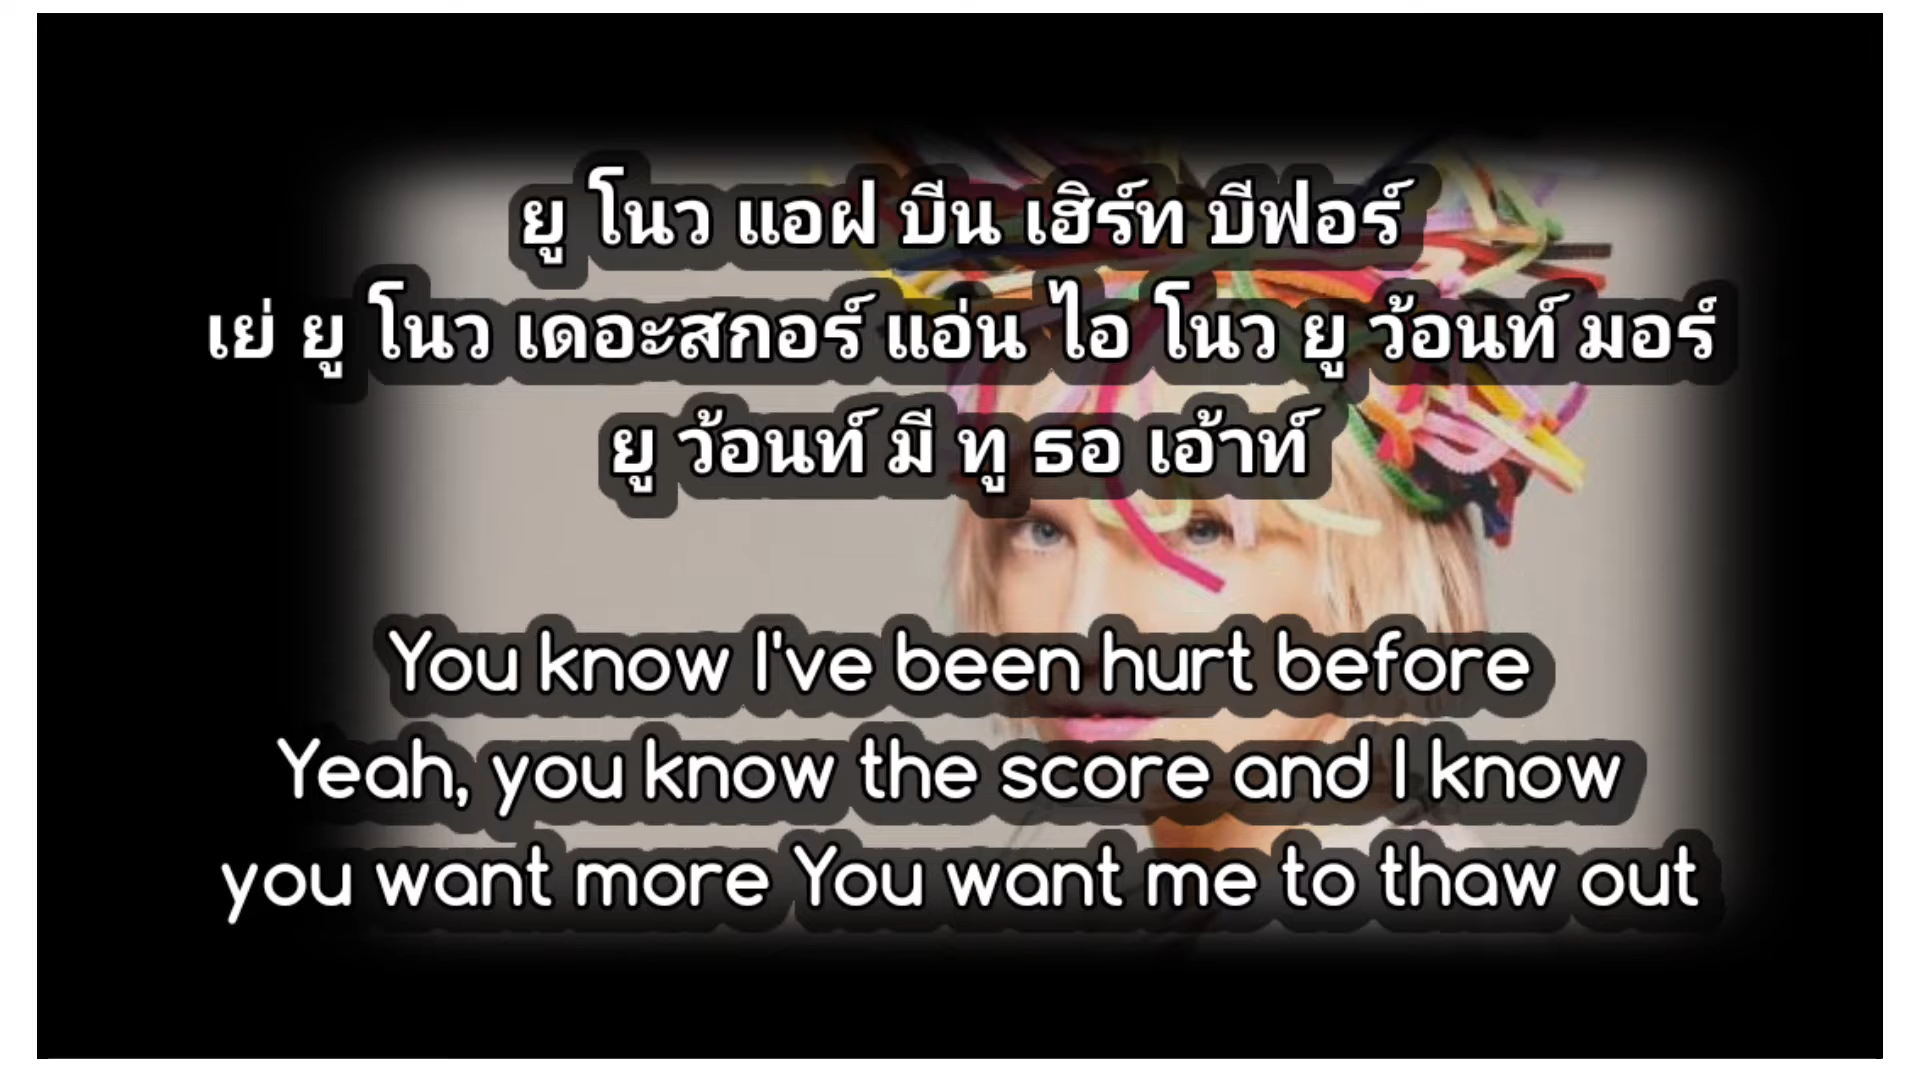 ยู โนว แอฝ บีน เฮิร์ท บีฟอร์
เย่ ยู โนว เดอะสกอร์ แอ่น ไอ โนว ยู ว้อนท์ มอร์
ยู ว้อนท์ มี ทู ธอ เอ้าท์
You know I've been hurt before
Yeah, you know the score and I know
you want more You want me to thaw out